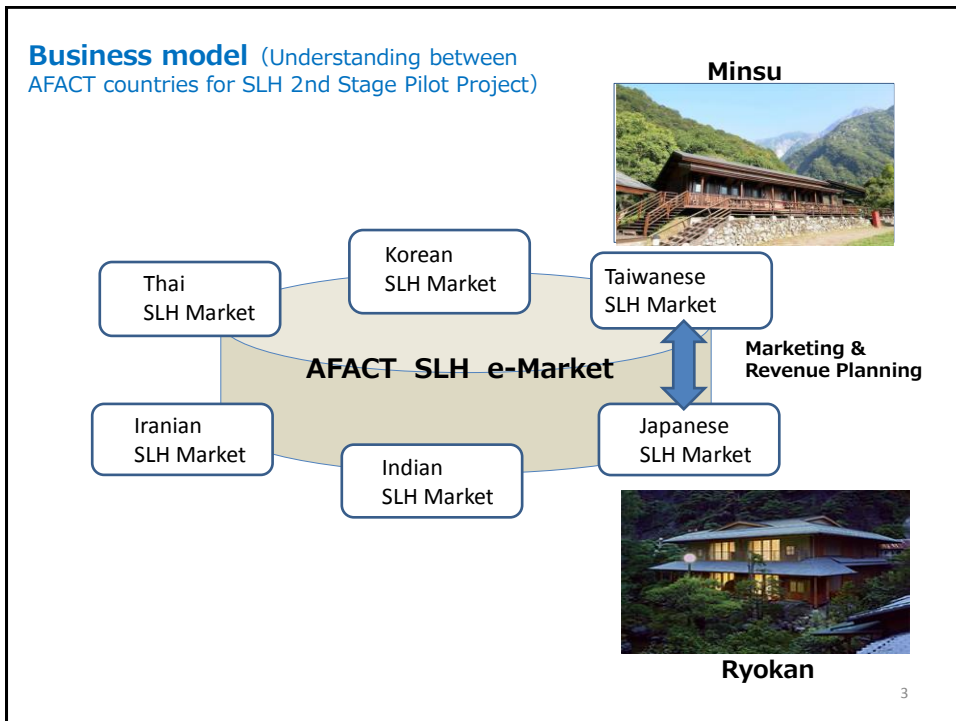 Business model（Understanding between
AFACT countries for SLH 2nd Stage Pilot Project）
Minsu
Korean
SLH Market
Thai
SLH Market
Taiwanese
SLH Market
AFACT SLH e-Market
Marketing &
Revenue Planning
Iranian
SLH Market
Japanese
SLH Market
Indian
SLH Market
Ryokan
3